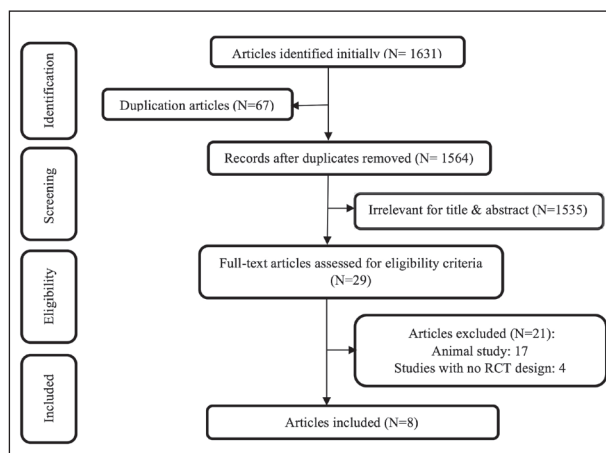 Identification
Articles identified initially (N= 1631)
Duplication articles (N=67)
Records after duplicates removed (N= 1564)
Screening
Irrelevant for title & abstract (N=1535)
Full-text articles assessed for eligibility criteria
(N=29)
Eligibility
Articles excluded (N=21):
Animal study: 17
Studies with no RCT design: 4
Included
Articles included (N=8)